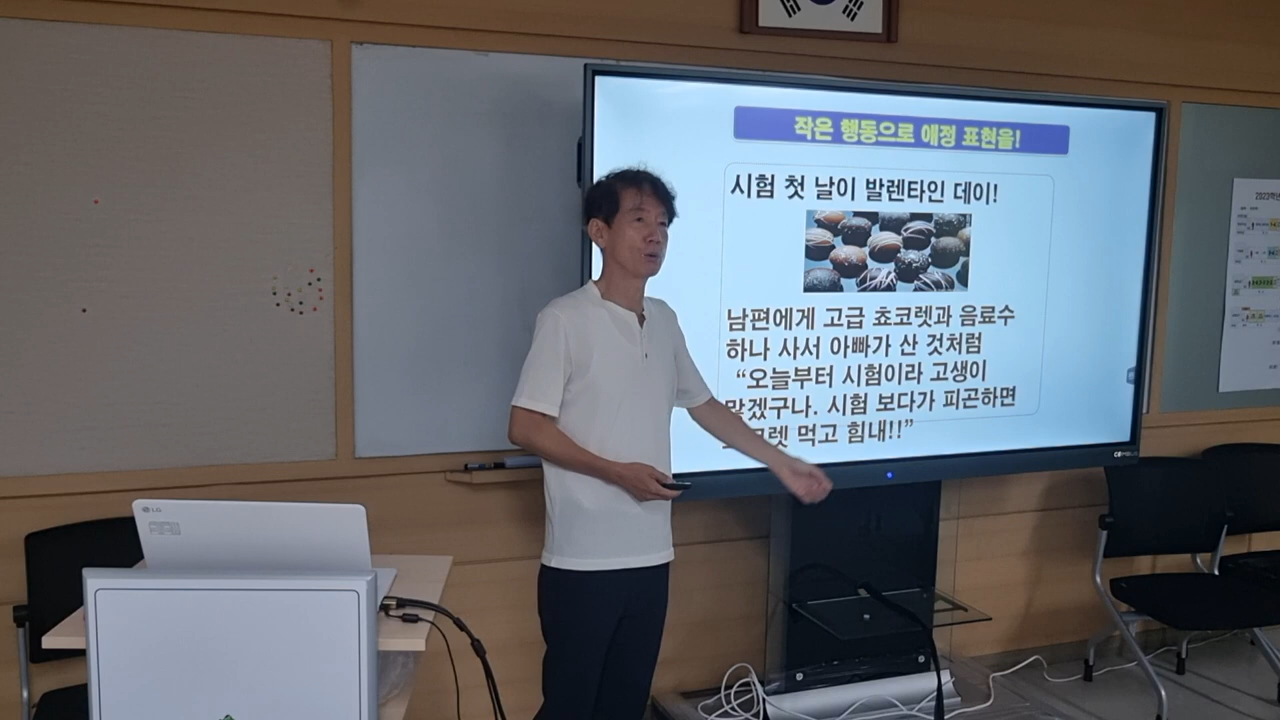 작은 행동으로 애정 표현을!
시험 첫 날이 발렌타인 데이!
남편에게 고급 쵸코렛과 음료수
하나 사서 아빠가 산 것처럼
“오늘부터 시험이라 고생이
많겠구나. 시험 보다가 피곤하면
먹고 힘내!!”
LG